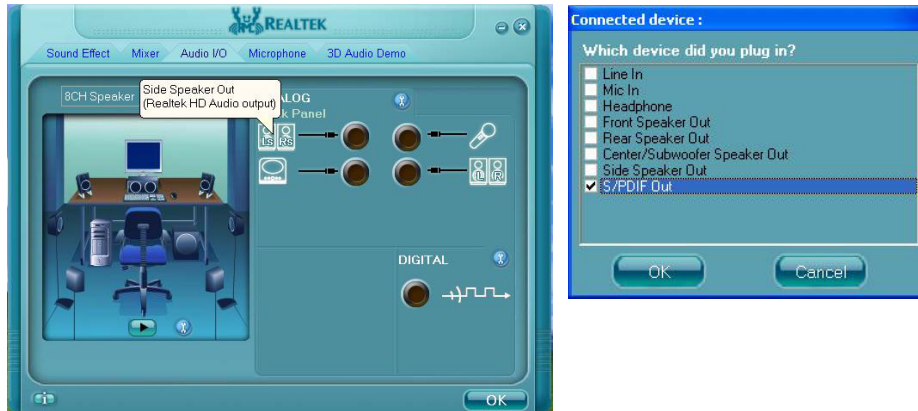 REALTEK
Sound Effect Mixer Audio I/O Microphone 3D Audio Demo
8CH Speaker
Side Speaker Out
(Realtek HD Audio output)
ALOG
k Panel
Ls Rs
L R
DIGITAL
i
OK
Connected device :
Which device did you plug in?
Line In
Mic In
Headphone
Front Speaker Out
Rear Speaker Out
Center/Subwoofer Speaker Out
Side Speaker Out
S/PDIF Out
OK
Cancel